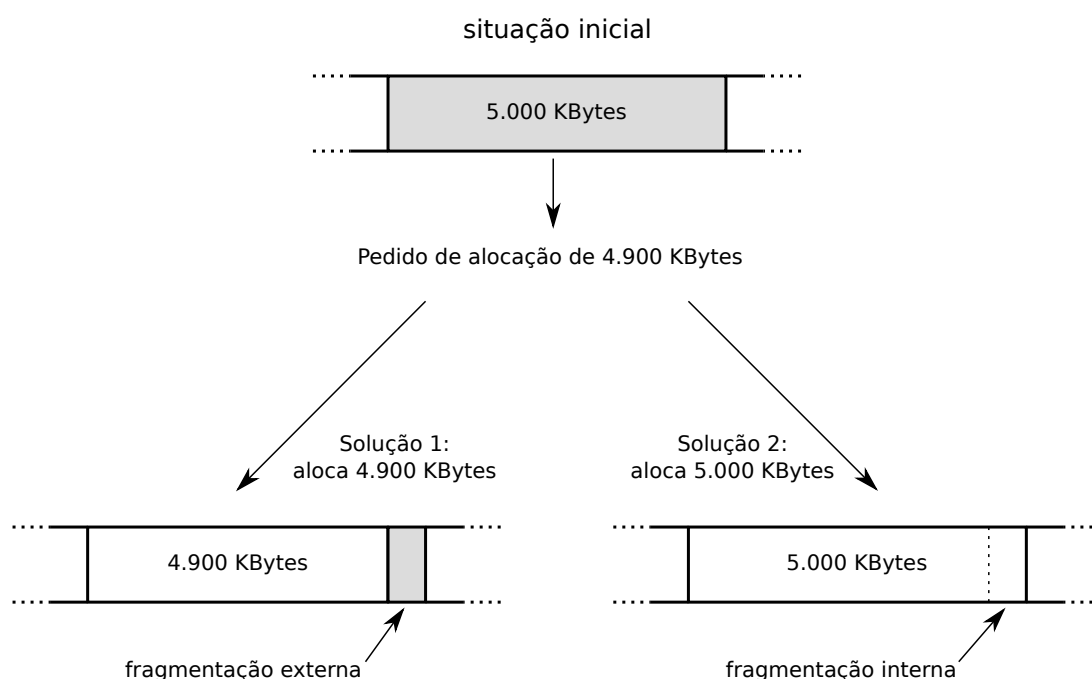 situação inicial
5.000 KBytes
Pedido de alocação de 4.900 KBytes
Solução 1:
aloca 4.900 KBytes
Solução 2:
aloca 5.000 KBytes
4.900 KBytes
5.000 KBytes
fragmentação externa
fragmentação interna